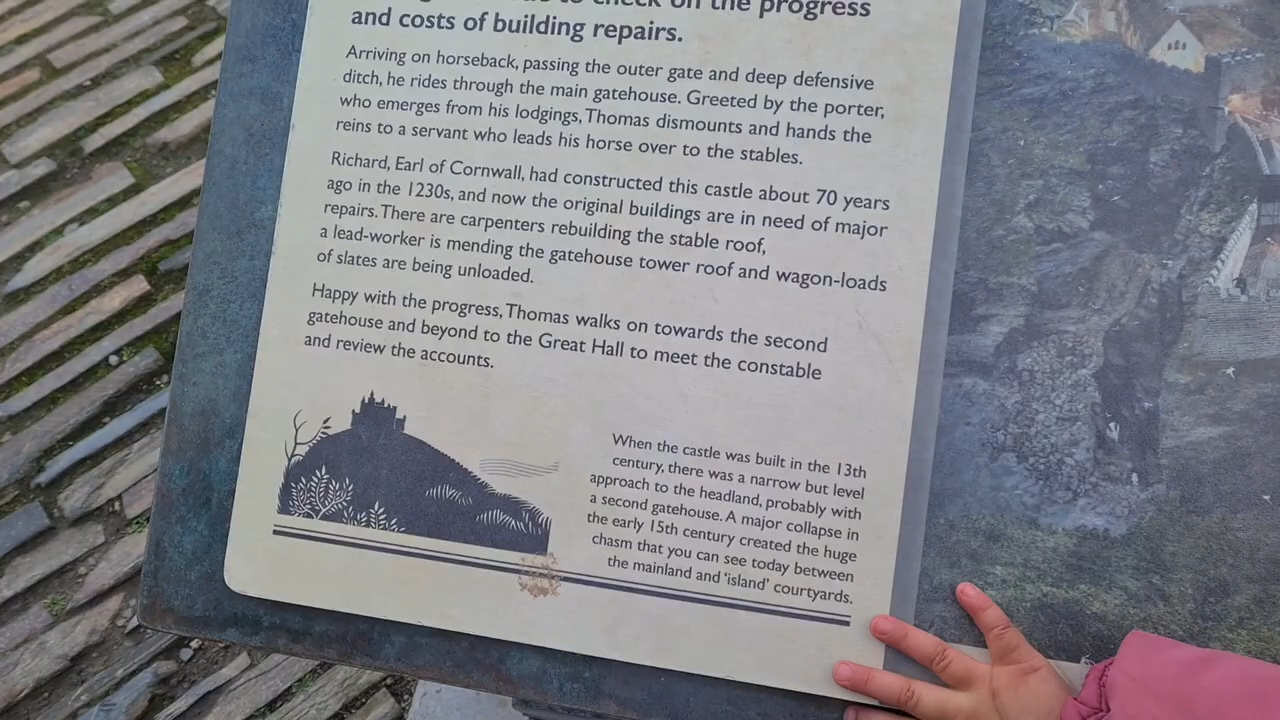 to check on the progress
and costs of building repairs.
Arriving on horseback, passing the outer gate and deep defensive
ditch, he rides through the main gatehouse. Greeted by the porter,
who emerges from his lodgings, Thomas dismounts and hands the
reins to a servant who leads his horse over to the stables.
Richard, Earl of Cornwall, had constructed this castle about 70 years
ago in the 1230s, and now the original buildings are in need of major
repairs. There are carpenters rebuilding the stable roof,
a lead-worker is mending the gatehouse tower roof and wagon-loads
of slates are being unloaded.
Happy with the progress, Thomas walks on towards the second
gatehouse and beyond to the Great Hall to meet the constable
and review the accounts.
When the castle was built in the 13th
century, there was a narrow but level
approach to the headland, probably with
a second gatehouse. A major collapse in
the early 15th century created the huge
chasm that you can see today between
the mainland and ‘island’ courtyards.